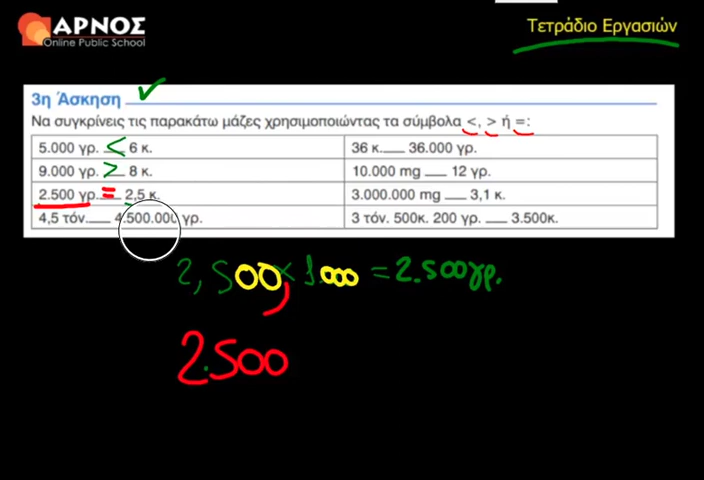 ΑΡΝΟΣ
Online Public School
Τετράδιο Εργασιών
3η Άσκηση
Να συγκρίνεις τις παρακάτω μάζες χρησιμοποιώντας τα σύμβολα <, > ή =:
5.000 γρ. < 6 κ.
36 κ.___ 36.000 γρ.
9.000 γρ. > 8 κ.
10.000 mg ___ 12 γρ.
2.500 γρ. = 2,5 κ.
3.000.000 mg ___ 3,1 κ.
4,5 τόν.___ 4.500.000 γρ.
3 τόν. 500κ. 200 γρ. ___ 3.500κ.
2,500 × 1.000 = 2.500γρ.
2.500